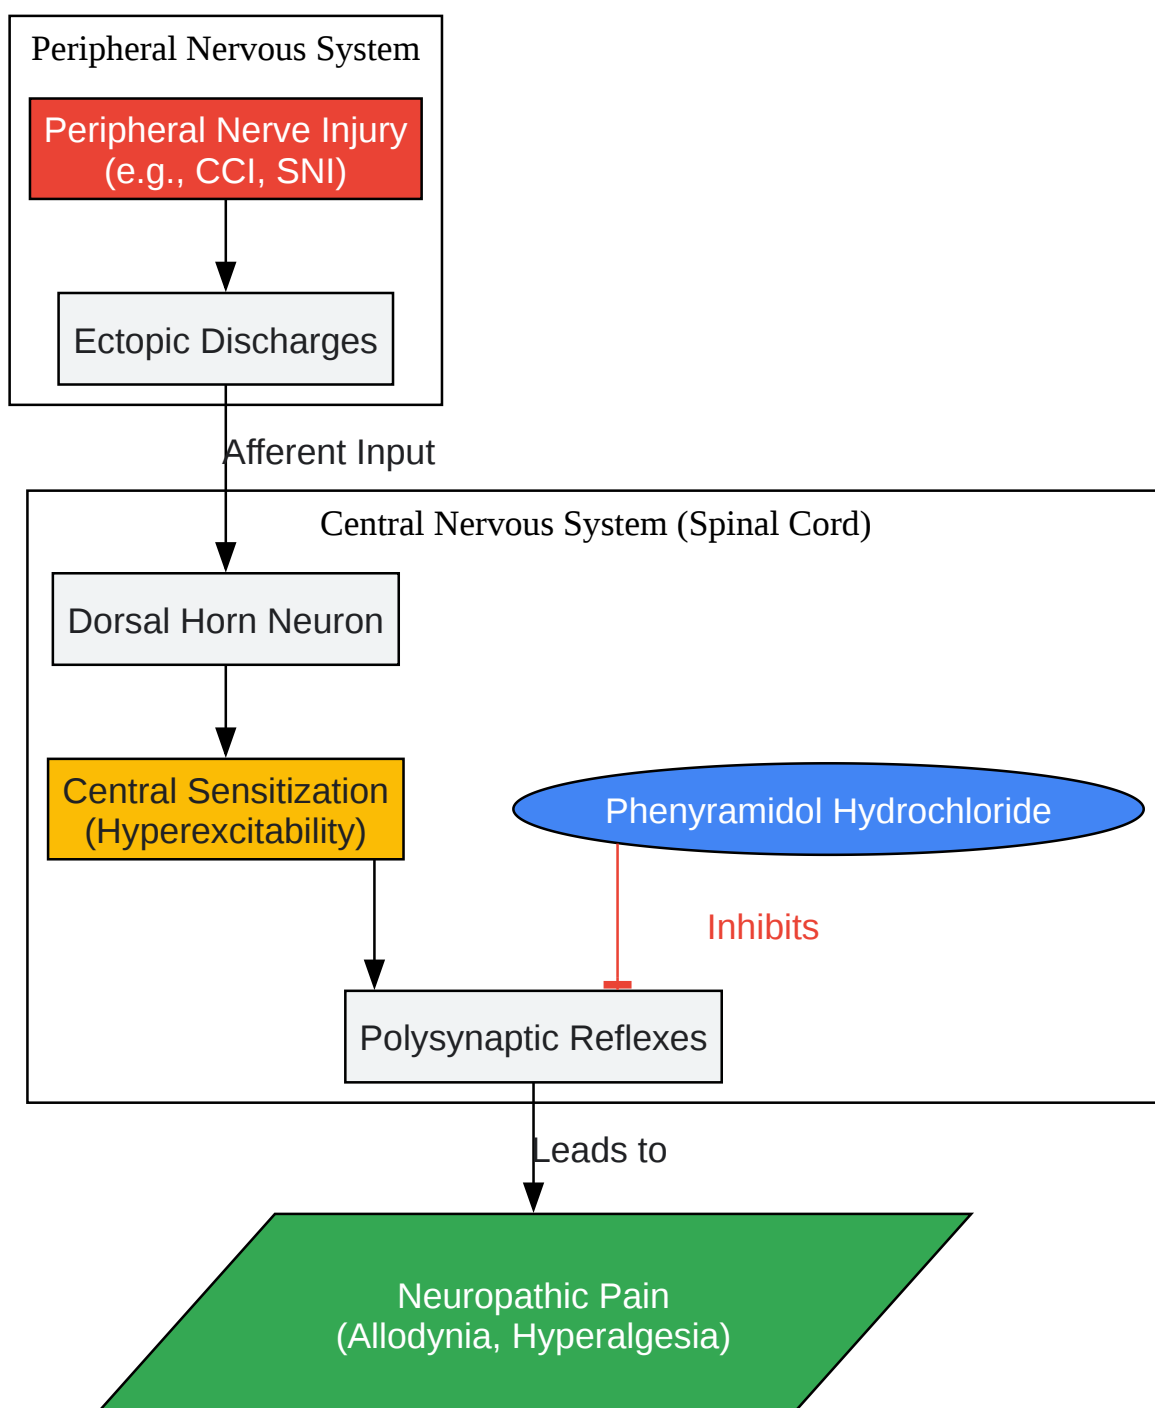 Peripheral Nervous System
Peripheral Nerve Injury
(e.g., CCI, SNI)
Ectopic Discharges
Afferent Input
Central Nervous System (Spinal Cord)
Dorsal Horn Neuron
Central Sensitization
(Hyperexcitability)
Phenyramidol Hydrochloride
Inhibits
Polysynaptic Reflexes
Leads to
Neuropathic Pain
(Allodynia, Hyperalgesia)